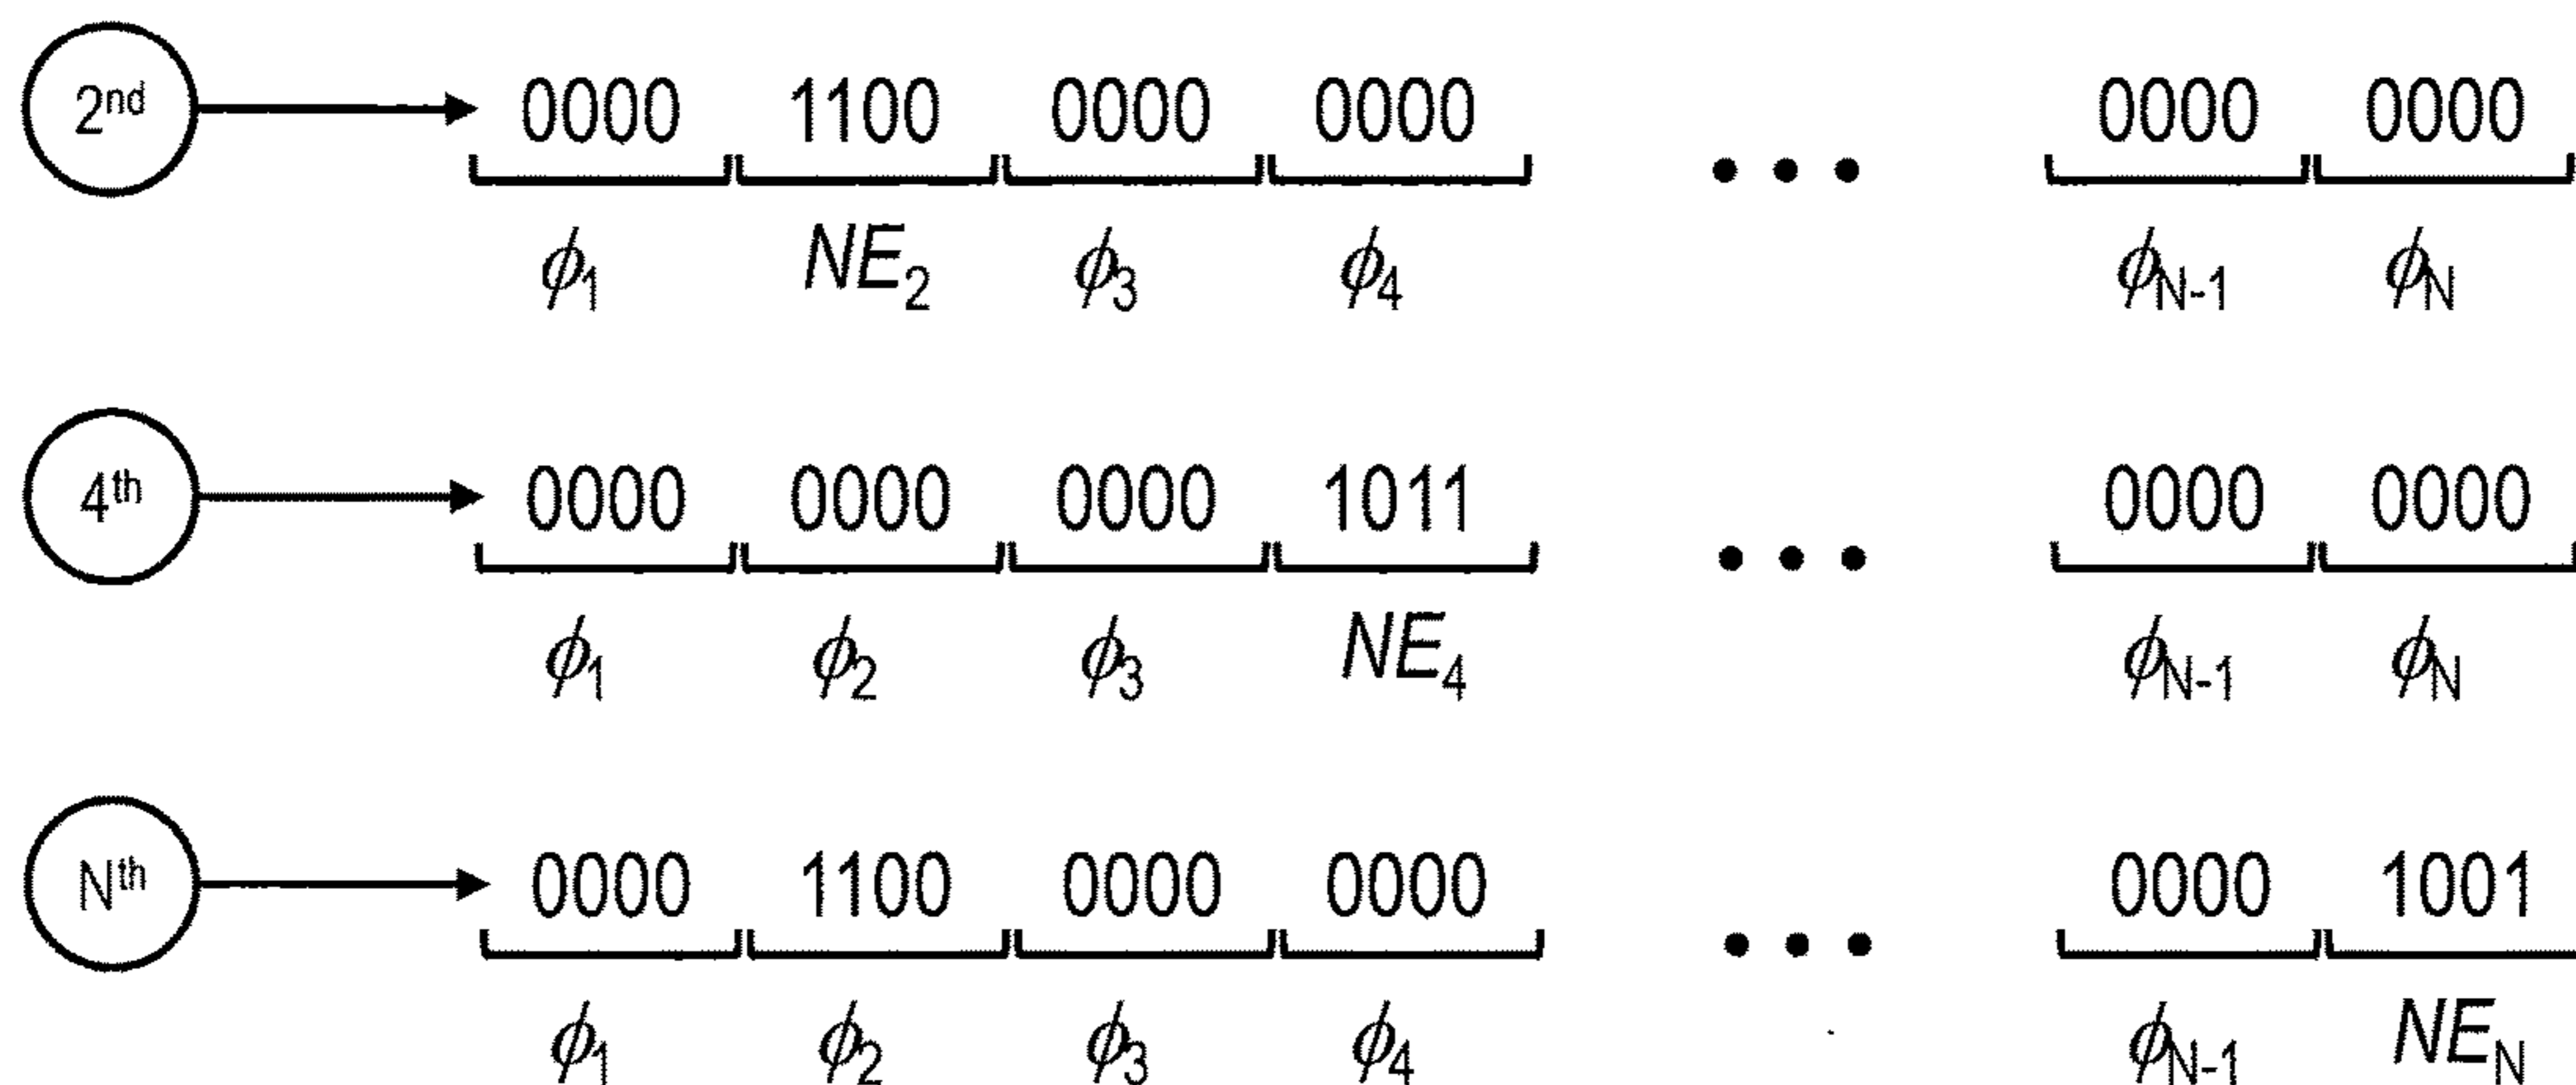 2nd 0000 1100 0000 0000 • • • 0000 0000
ϕ1 NE2 ϕ3 ϕ4 ϕN-1 ϕN
4th 0000 0000 0000 1011 • • • 0000 0000
ϕ1 ϕ2 ϕ3 NE4 ϕN-1 ϕN
Nth 0000 1100 0000 0000 • • • 0000 1001
ϕ1 ϕ2 ϕ3 ϕ4 ϕN-1 NEN